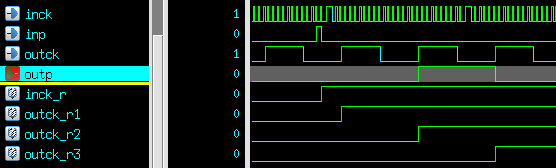 inck 1
inp 0
outck 1
outp 0
inck_r 0
outck_r1 0
outck_r2 0
outck_r3 0